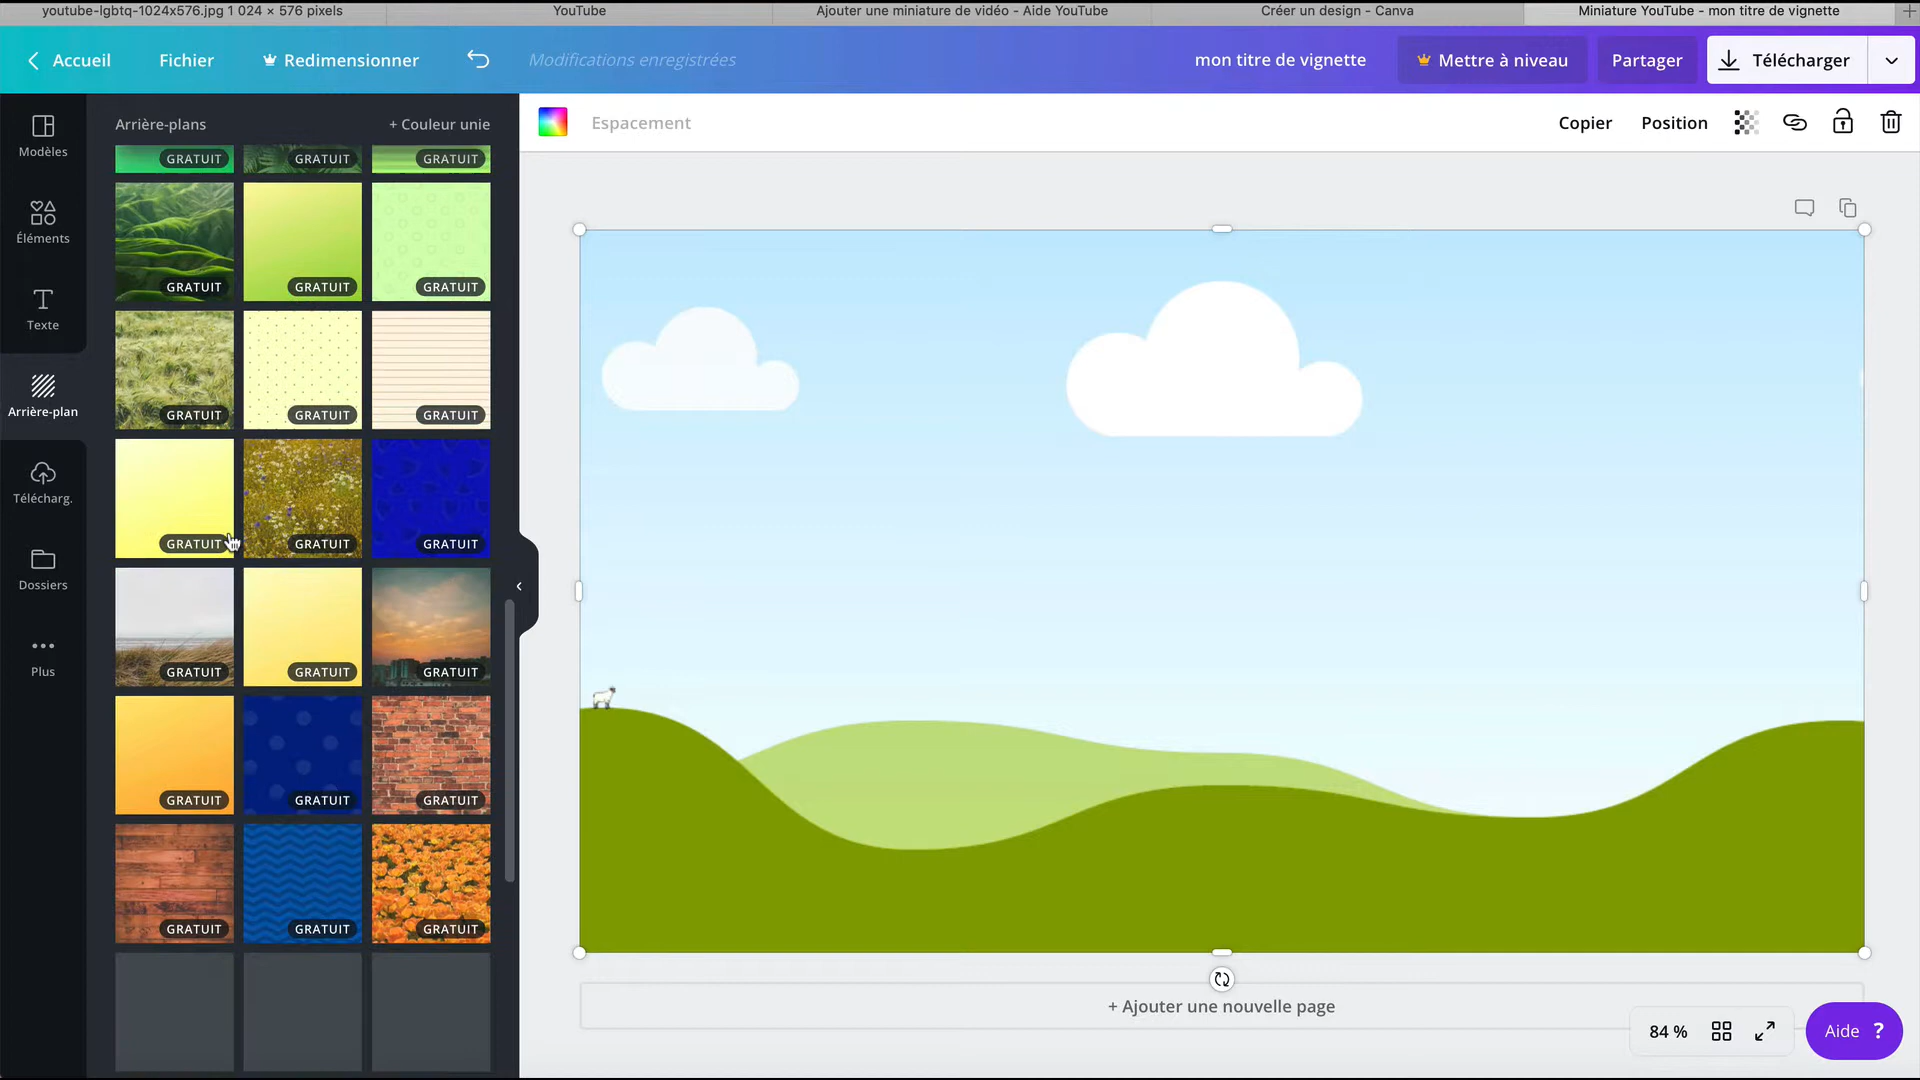 youtube-lgbtq-1024x576.jpg 1 024 × 576 pixels
YouTube
Ajouter une miniature de vidéo - Aide YouTube
Créer un design - Canva
Miniature YouTube - mon titre de vignette
Accueil
Fichier
Redimensionner
Modifications enregistrées
mon titre de vignette
Mettre à niveau
Partager
Télécharger
Modèles
Éléments
Texte
Arrière-plan
Télécharg.
Dossiers
Plus
Arrière-plans
+ Couleur unie
GRATUIT GRATUIT GRATUIT
GRATUIT GRATUIT GRATUIT
GRATUIT GRATUIT GRATUIT
GRATUIT GRATUIT GRATUIT
GRATUIT GRATUIT GRATUIT
GRATUIT GRATUIT GRATUIT
GRATUIT GRATUIT GRATUIT
Espacement
Copier
Position
+ Ajouter une nouvelle page
84 %
Aide ?